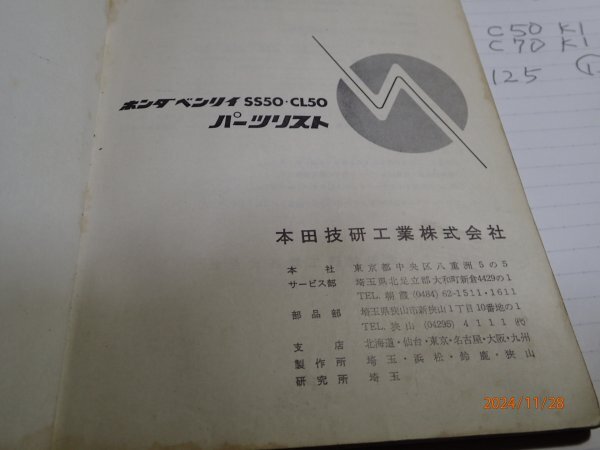 ホンダ ベンリイ SS50・CL50
パーツリスト
本田技研工業株式会社
本社 東京都中央区八重洲5の5
サービス部 埼玉県北足立郡大和町新倉4429の1
TEL. 朝霞 (0484) 62-1511・1611
部品部 埼玉県狭山市新狭山1丁目10番地の1
TEL. 狭山 (04295) 4111 ㈹
支店 北海道・仙台・東京・名古屋・大阪・九州
製作所 埼玉・浜松・鈴鹿・狭山
研究所 埼玉
C50 K1
C70 K1
125
2024/11/28